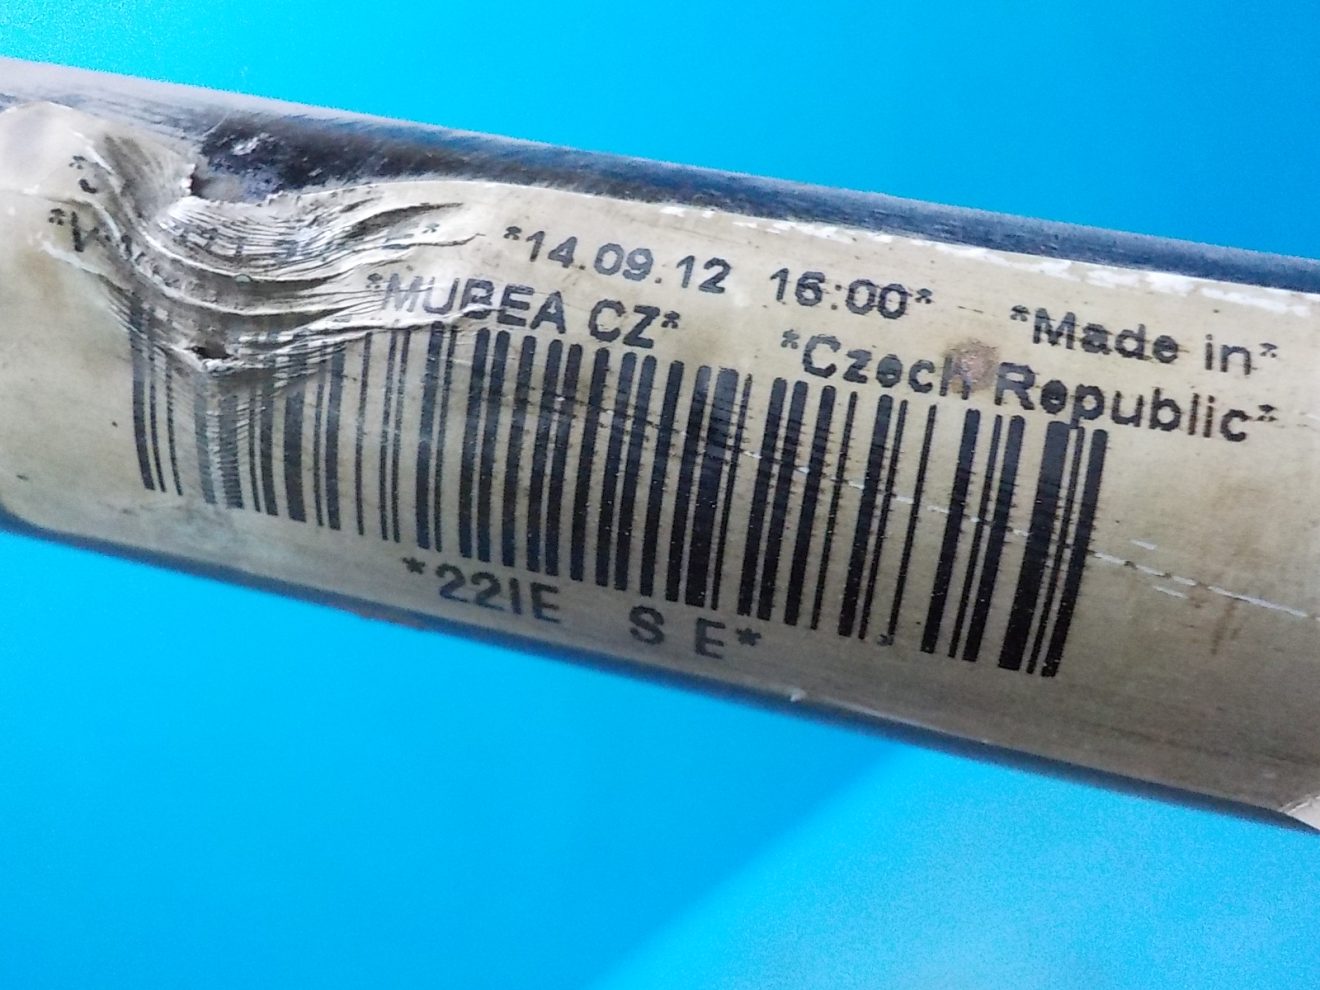 *14.09.12 16:00* *Made in*
*MUBEA CZ* *Czech Republic*
*22IE S E*